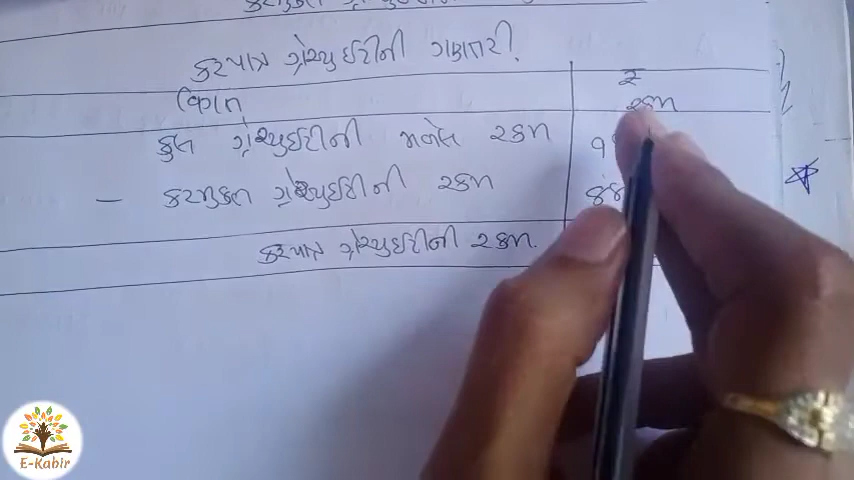 કરપાત્ર ગ્રેચ્યુઈટીની ગણતરી.
વિગત ₹ રકમ
કુલ ગ્રેચ્યુઈટીની મળેલ રકમ
- કરમુક્ત ગ્રેચ્યુઈટીની રકમ
કરપાત્ર ગ્રેચ્યુઈટીની રકમ.
E-Kabir